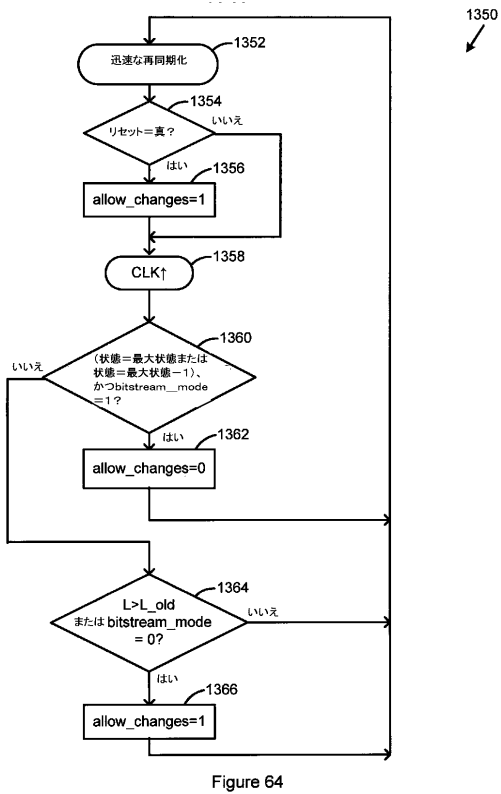 1350
1352
迅速な再同期化
1354
リセット＝真？
いいえ
はい
1356
allow_changes=1
1358
CLK↑
1360
いいえ
（状態＝最大状態または
状態＝最大状態－1）、
かつbitstream__mode
＝1？
はい
1362
allow_changes=0
1364
L>L_old
または bitstream_mode
= 0?
いいえ
はい
1366
allow_changes=1
Figure 64